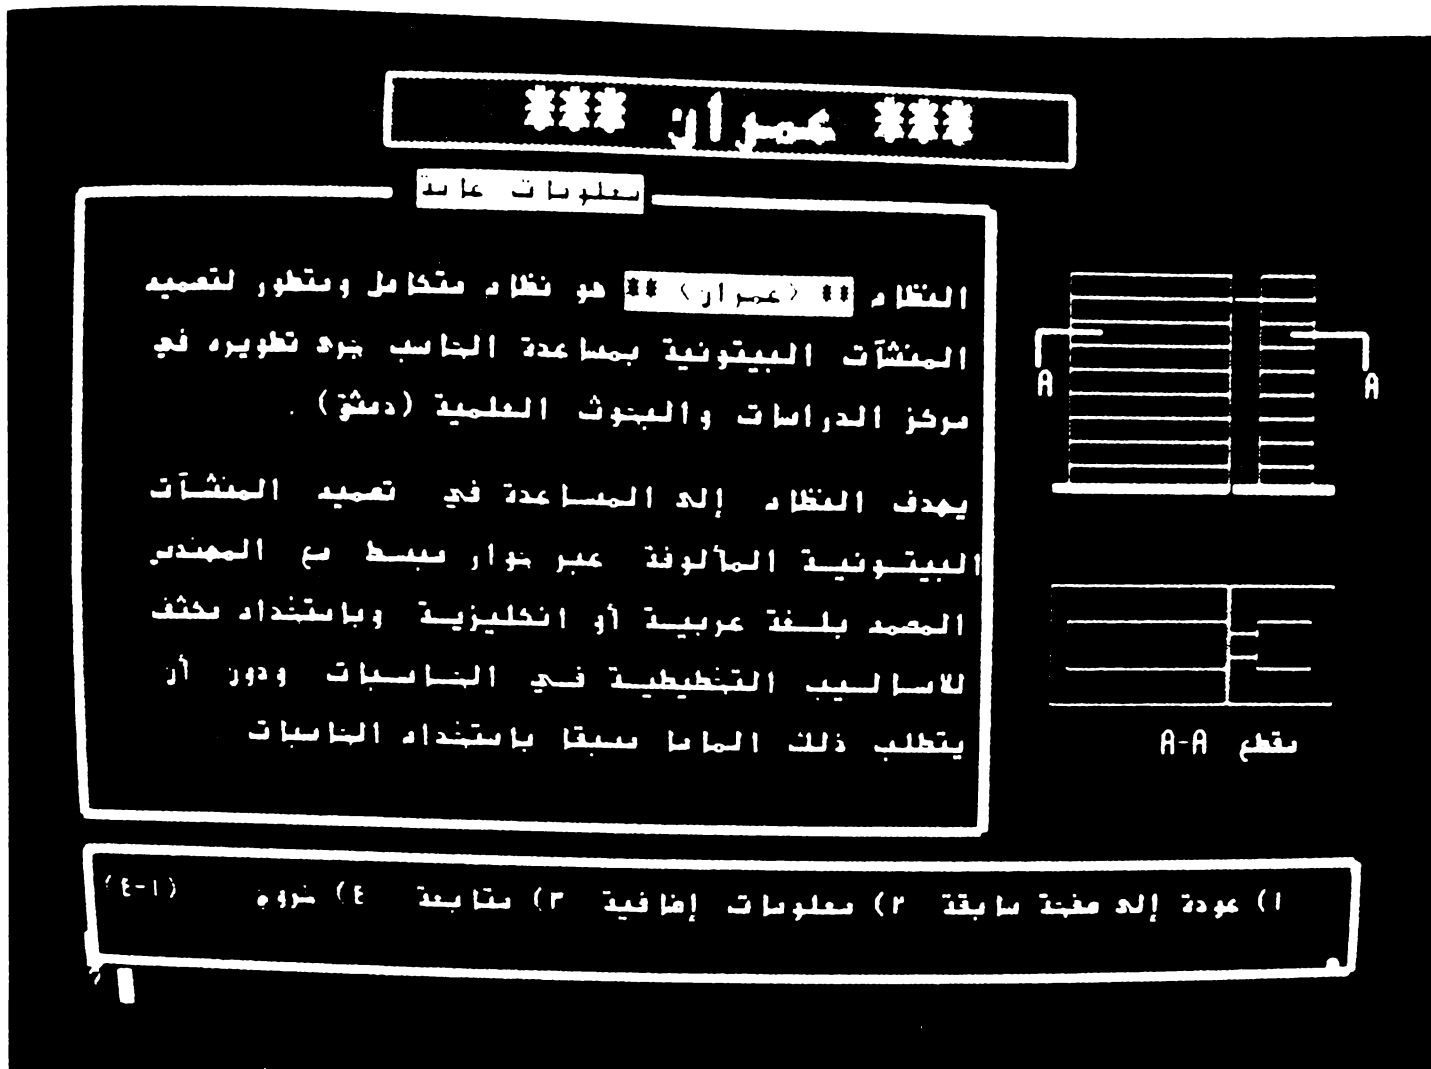 *** عمران ***
معلومات عامة
النظام ** (عمران) ** هو نظام متكامل ومتطور لتصميم
المنشآت البيتونية بمساعدة الحاسب جرى تطويره في
مركز الدراسات والبحوث العلمية (دمشق) .
يهدف النظام إلى المساعدة في تصميم المنشآت
البيتونية المألوفة عبر حوار مبسط مع المهندس
المصمم بلغة عربية أو انكليزية وباستخدام مكثف
للاساليب التخطيطية في الحاسبات ودون أن
يتطلب ذلك الماما مسبقا باستخدام الحاسبات
A
A
مقطع A-A
١) عودة إلى صفحة سابقة ٢) معلومات إضافية ٣) متابعة ٤) خروج (١-٤)
؟